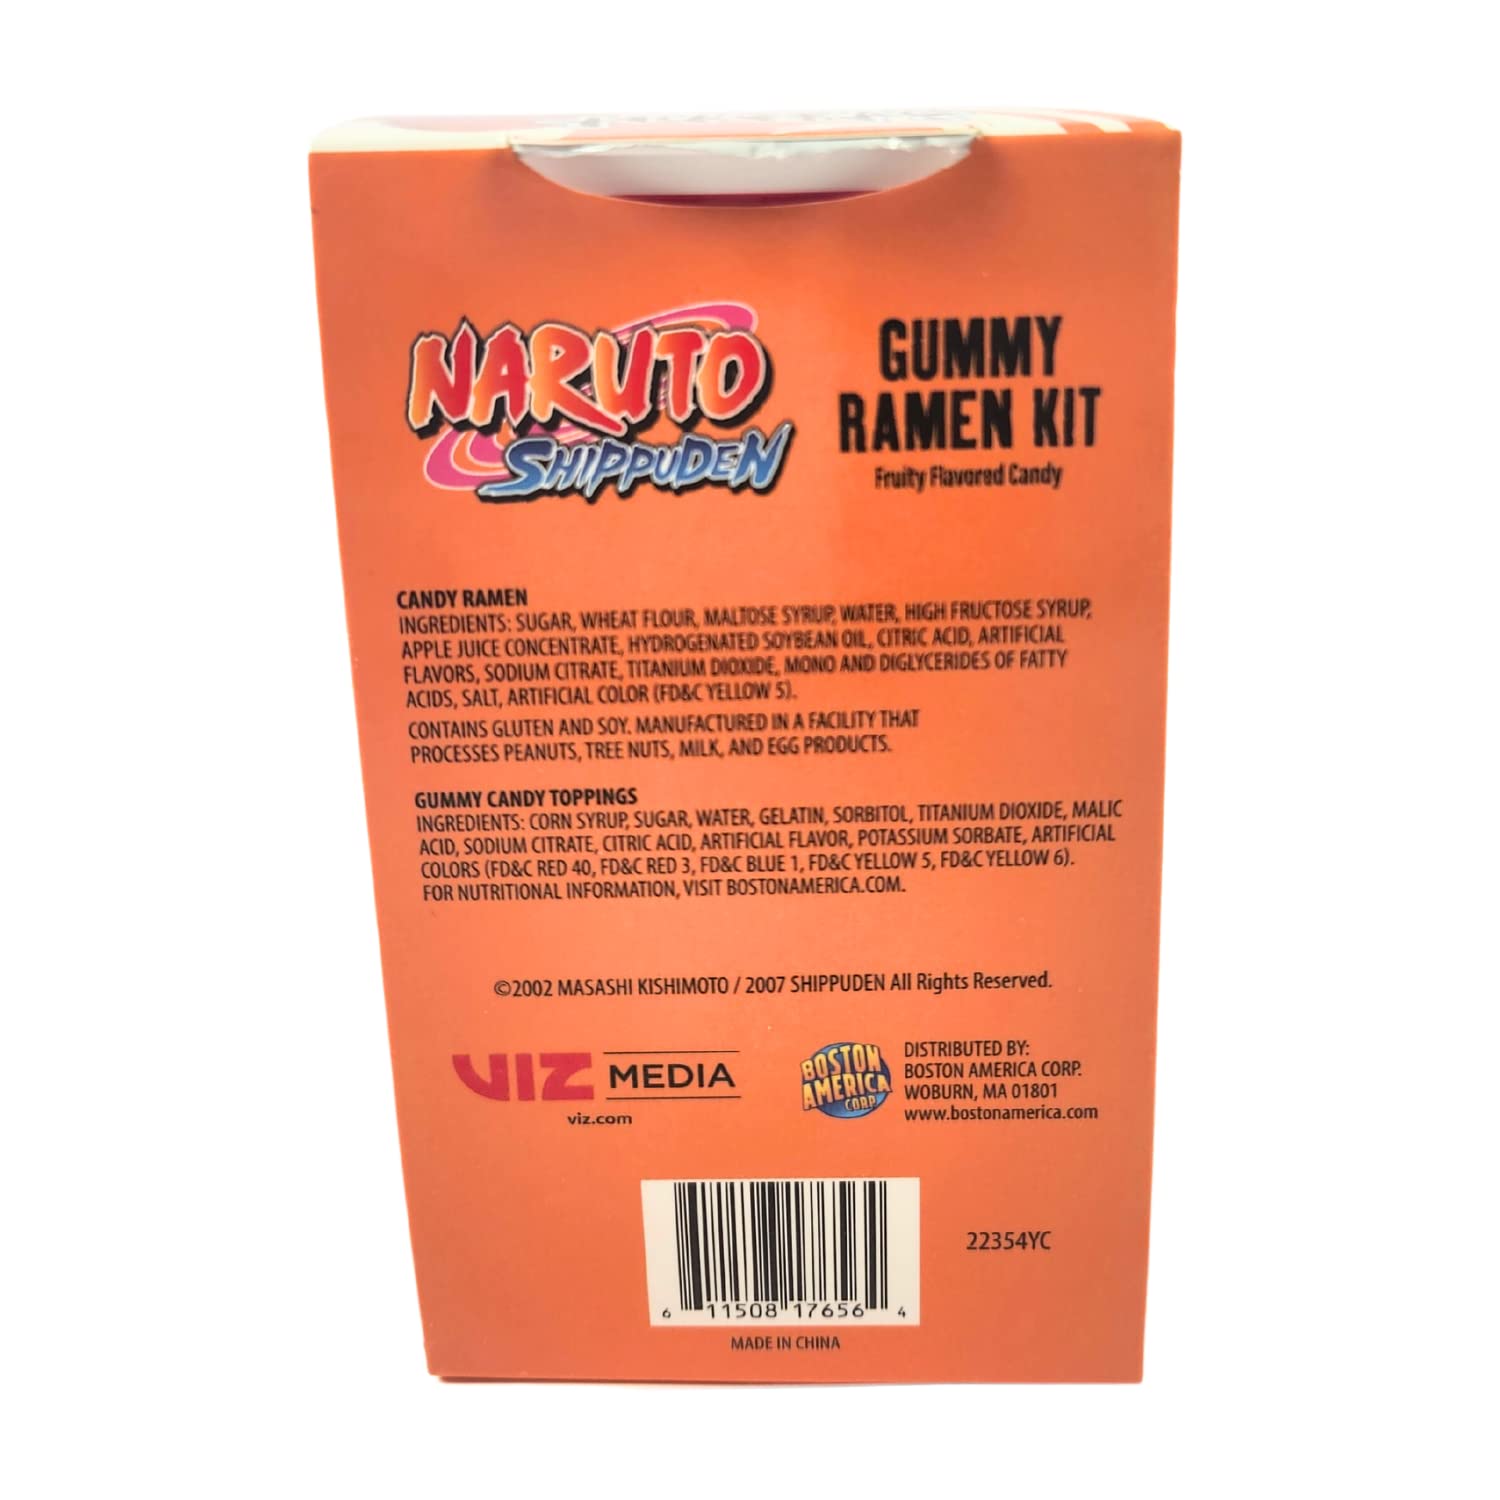 NARUTO
SHIPPUDEN
GUMMY
RAMEN KIT
Fruity Flavored Candy
CANDY RAMEN
INGREDIENTS: SUGAR, WHEAT FLOUR, MALTOSE SYRUP, WATER, HIGH FRUCTOSE SYRUP,
APPLE JUICE CONCENTRATE, HYDROGENATED SOYBEAN OIL, CITRIC ACID, ARTIFICIAL
FLAVORS, SODIUM CITRATE, TITANIUM DIOXIDE, MONO AND DIGLYCERIDES OF FATTY
ACIDS, SALT, ARTIFICIAL COLOR (FD&C YELLOW 5).
CONTAINS GLUTEN AND SOY. MANUFACTURED IN A FACILITY THAT
PROCESSES PEANUTS, TREE NUTS, MILK, AND EGG PRODUCTS.
GUMMY CANDY TOPPINGS
INGREDIENTS: CORN SYRUP, SUGAR, WATER, GELATIN, SORBITOL, TITANIUM DIOXIDE, MALIC
ACID, SODIUM CITRATE, CITRIC ACID, ARTIFICIAL FLAVOR, POTASSIUM SORBATE, ARTIFICIAL
COLORS (FD&C RED 40, FD&C RED 3, FD&C BLUE 1, FD&C YELLOW 5, FD&C YELLOW 6).
FOR NUTRITIONAL INFORMATION, VISIT BOSTONAMERICA.COM.
©2002 MASASHI KISHIMOTO / 2007 SHIPPUDEN All Rights Reserved.
VIZ MEDIA
viz.com
BOSTON
AMERICA
CORP
DISTRIBUTED BY:
BOSTON AMERICA CORP.
WOBURN, MA 01801
www.bostonamerica.com
6 11508 17656 4
22354YC
MADE IN CHINA